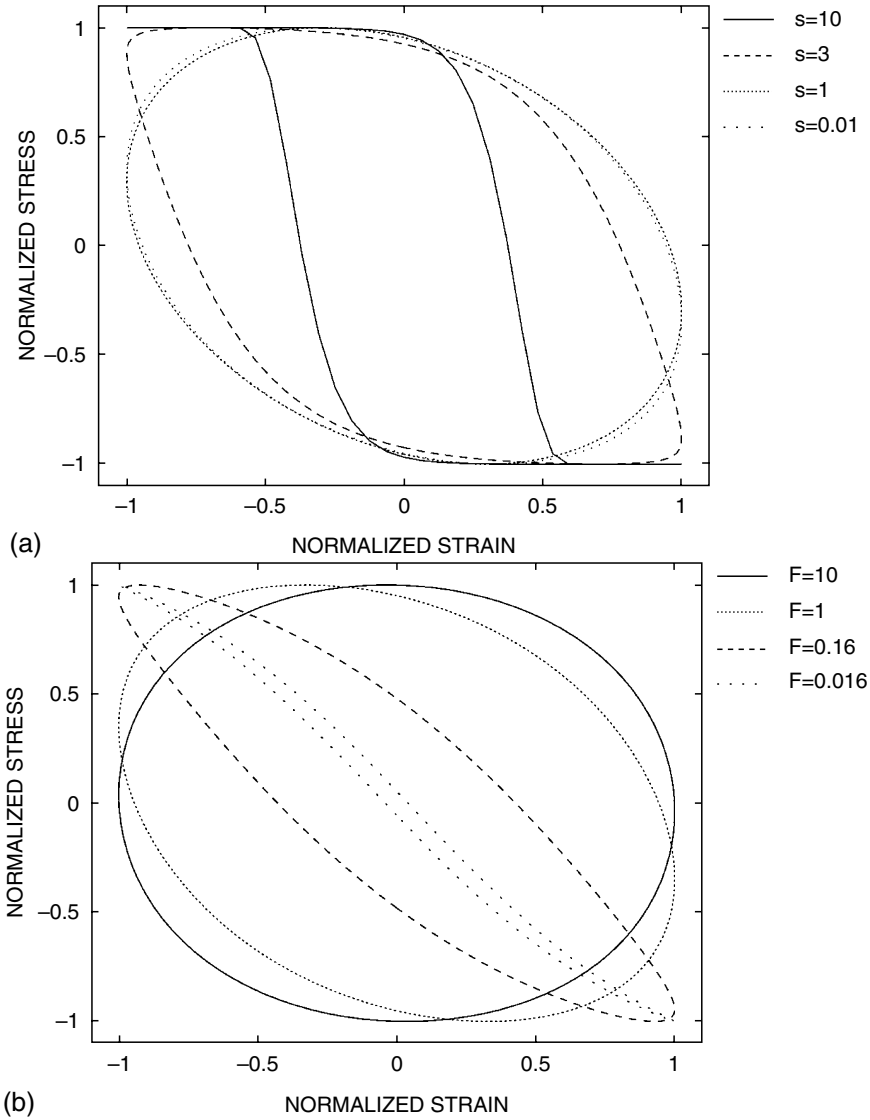 s=10
s=3
s=1
s=0.01
1
0.5
0
–0.5
–1
NORMALIZED STRESS
–1
–0.5
0
0.5
1
NORMALIZED STRAIN
(a)
F=10
F=1
F=0.16
F=0.016
1
0.5
0
–0.5
–1
NORMALIZED STRESS
–1
–0.5
0
0.5
1
NORMALIZED STRAIN
(b)